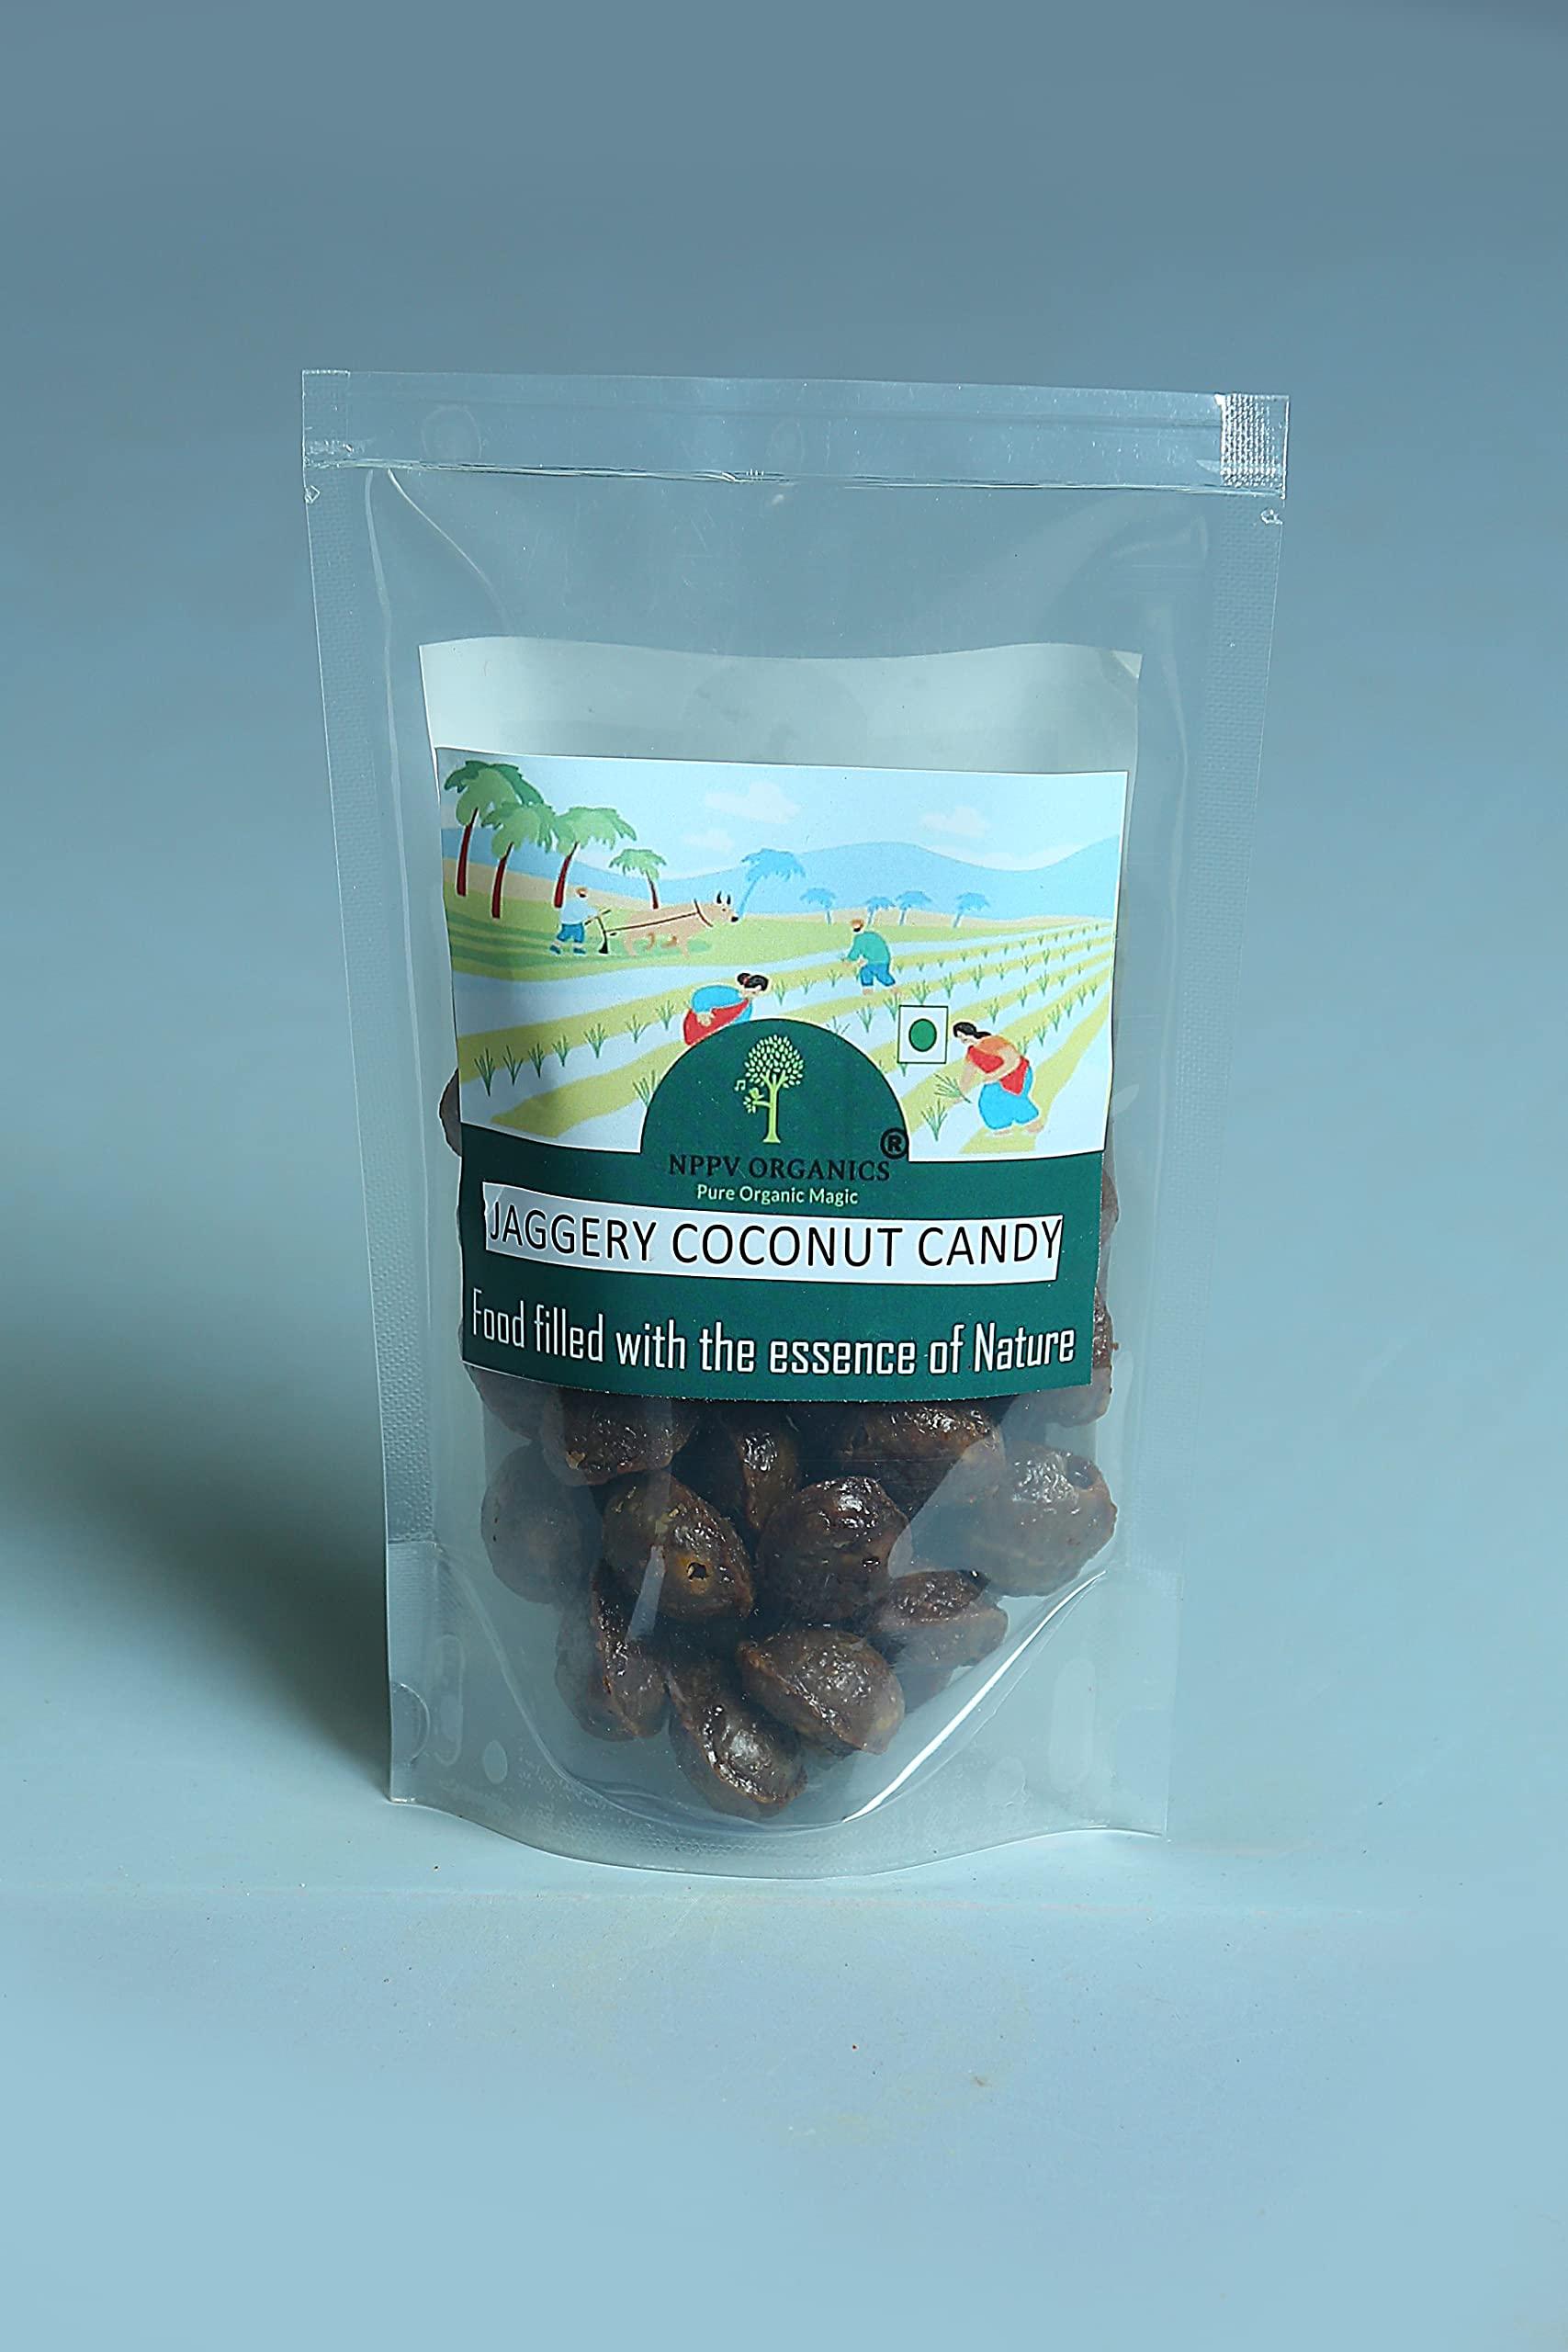 NPPV ORGANICS®
Pure Organic Magic
JAGGERY COCONUT CANDY
Food filled with the essence of Nature